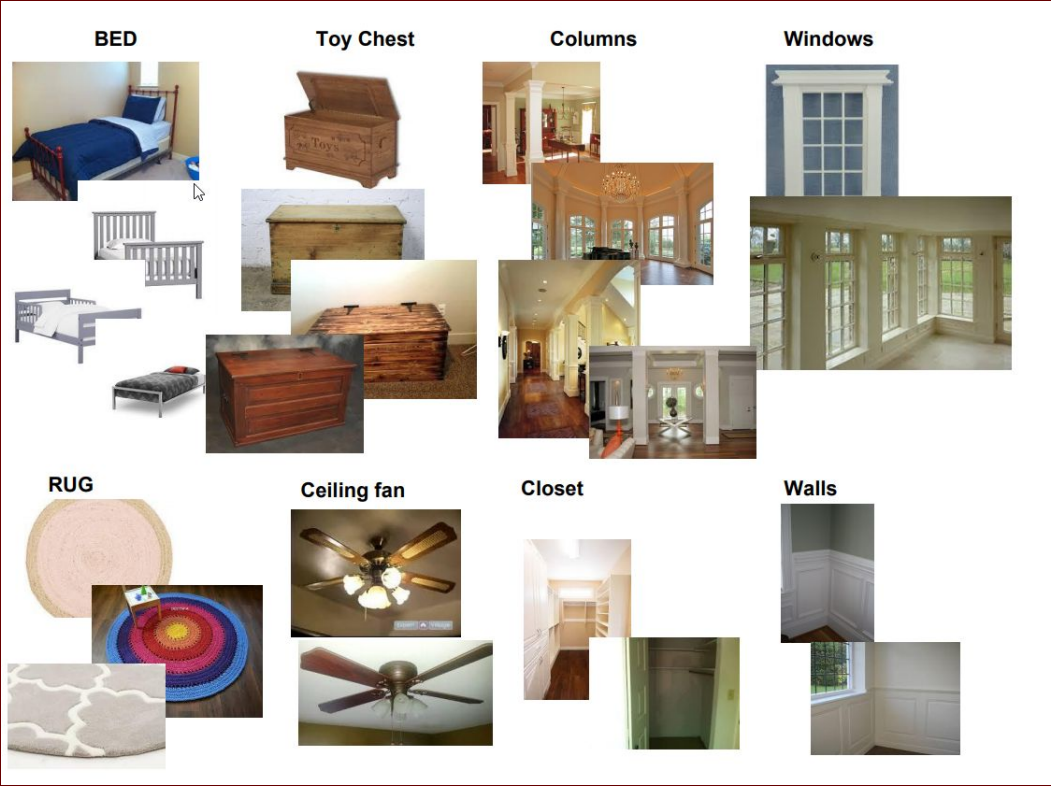 BED
Toy Chest
Columns
Windows
Toys
RUG
Ceiling fan
Closet
Walls